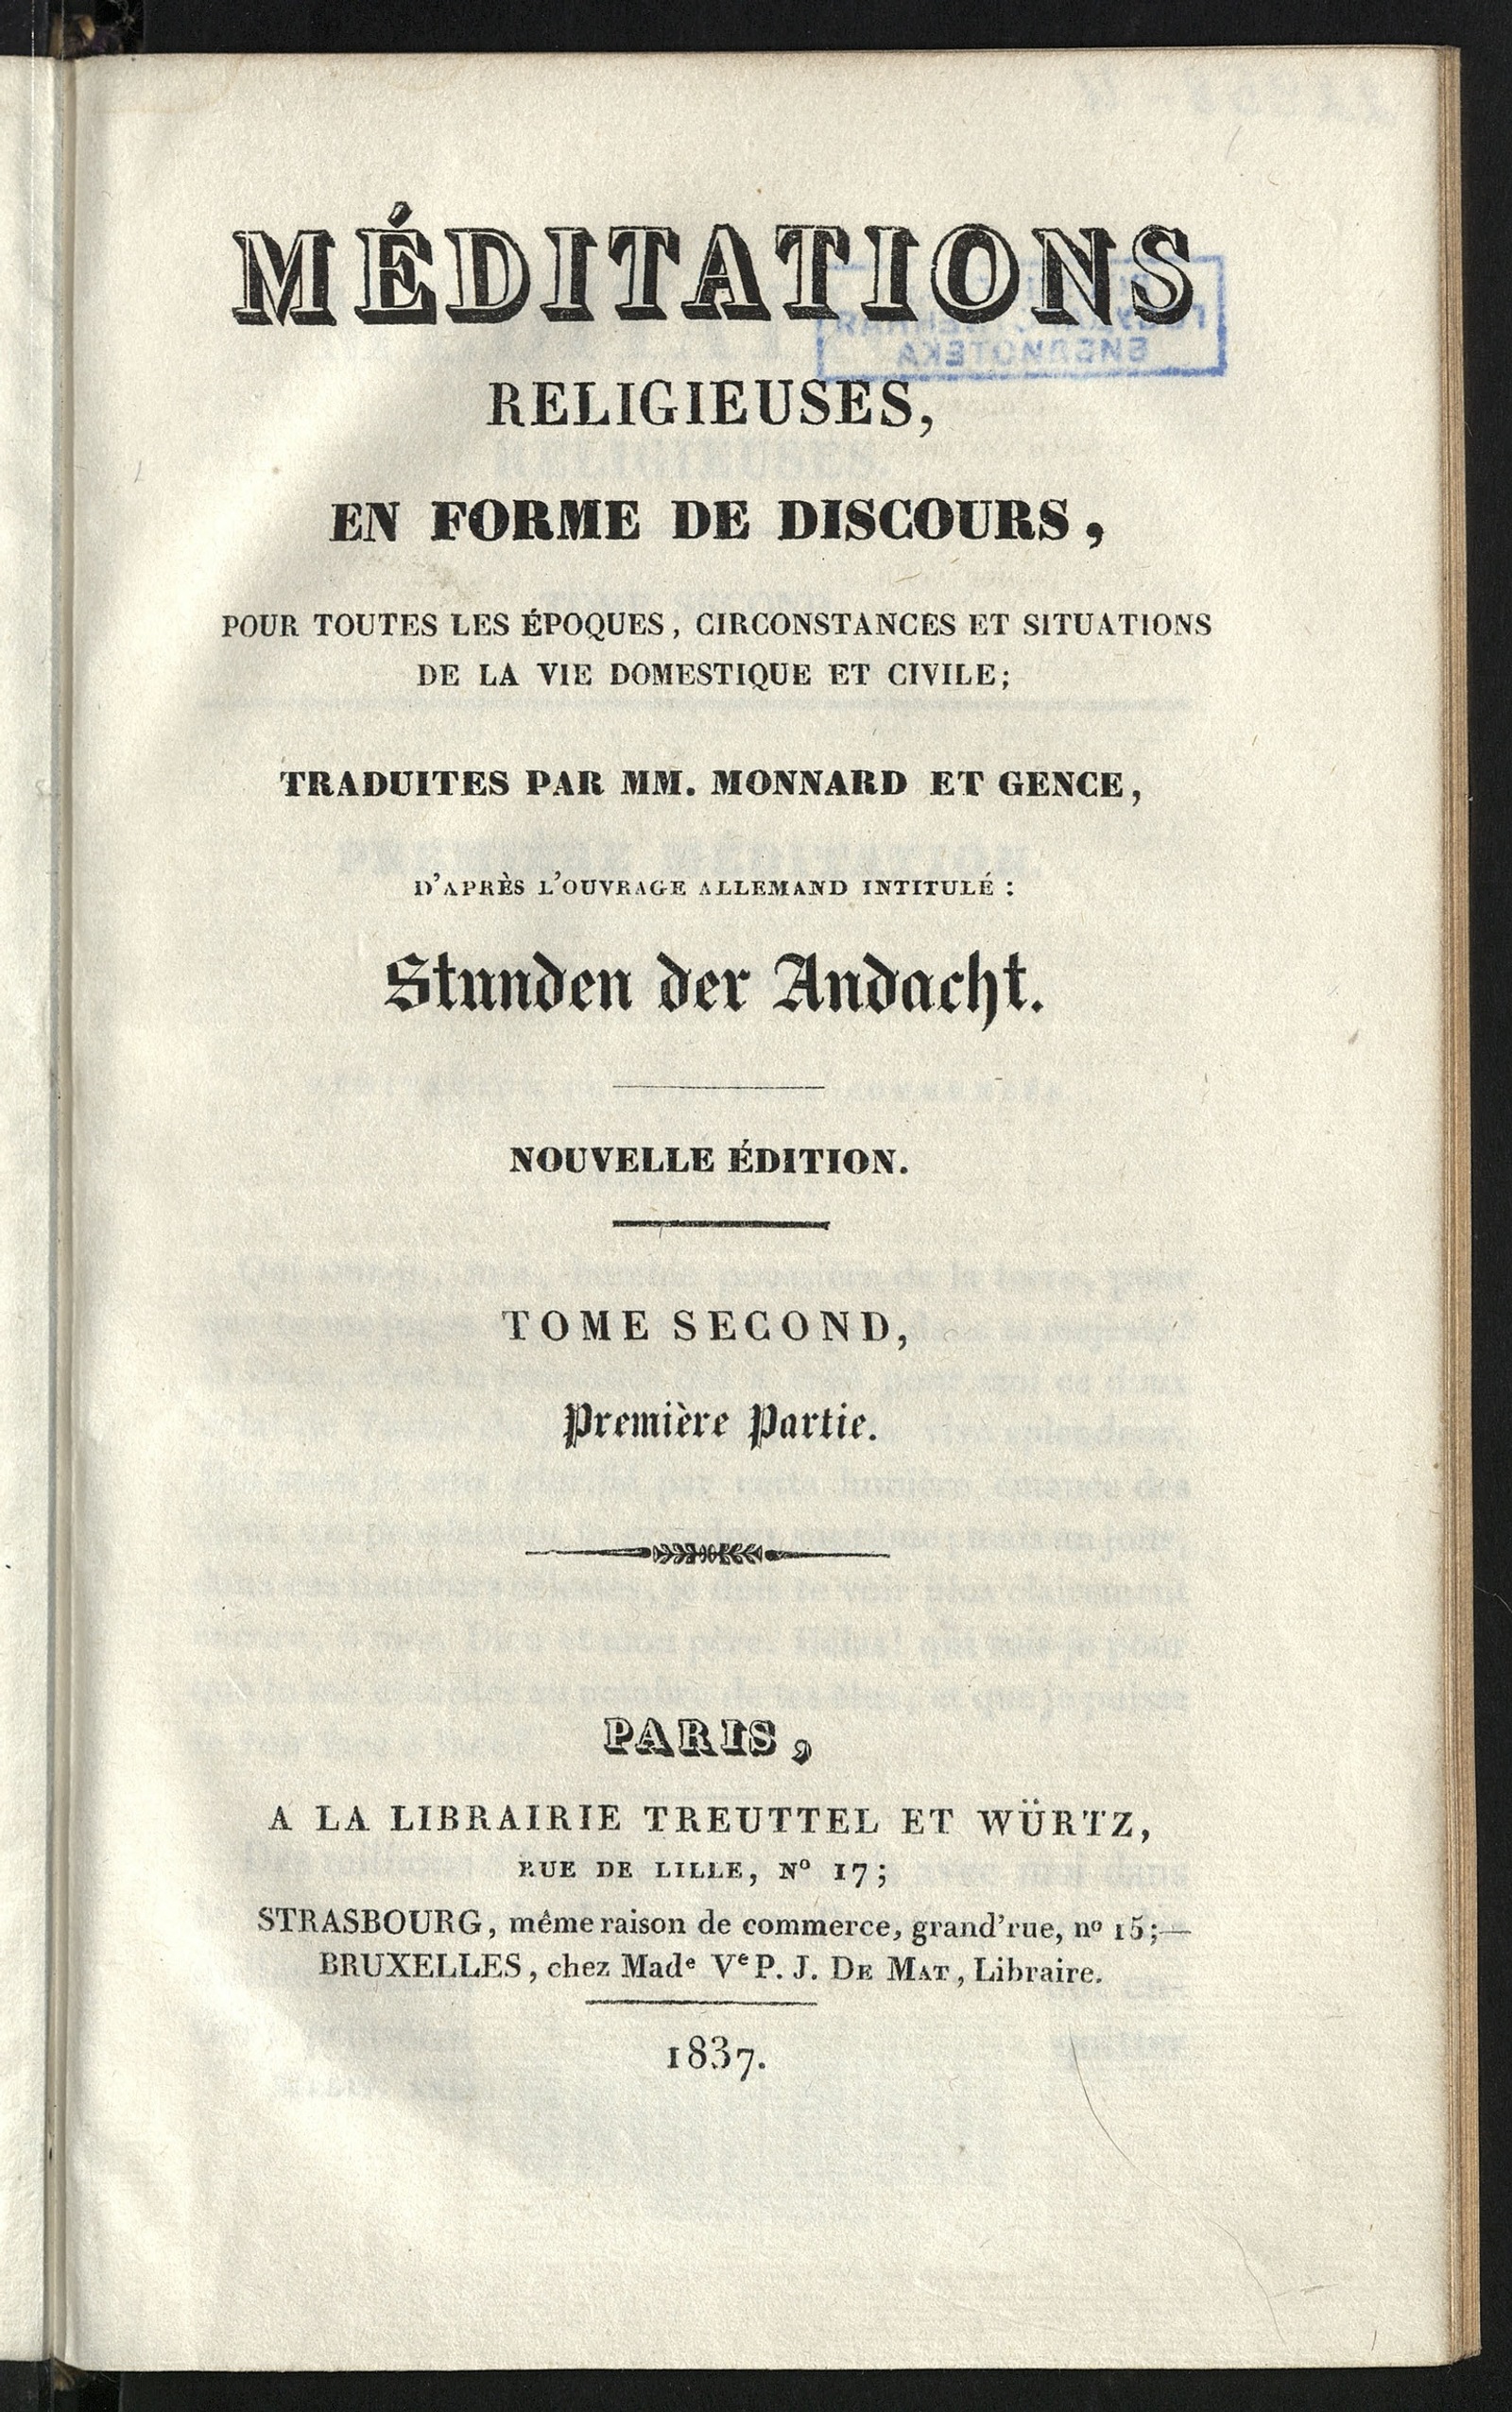 MÉDITATIONS
RELIGIEUSES,
EN FORME DE DISCOURS,
POUR TOUTES LES ÉPOQUES, CIRCONSTANCES ET SITUATIONS
DE LA VIE DOMESTIQUE ET CIVILE;
TRADUITES PAR MM. MONNARD ET GENCE,
D'APRÈS L'OUVRAGE ALLEMAND INTITULÉ :
Stunden der Andacht.
NOUVELLE ÉDITION.
TOME SECOND,
Première Partie.
PARIS,
A LA LIBRAIRIE TREUTTEL ET WÜRTZ,
RUE DE LILLE, Nº 17;
STRASBOURG, même raison de commerce, grand'rue, nº 15;—
BRUXELLES, chez Madᵉ Vᵉ P. J. DE MAT, Libraire.
1837.